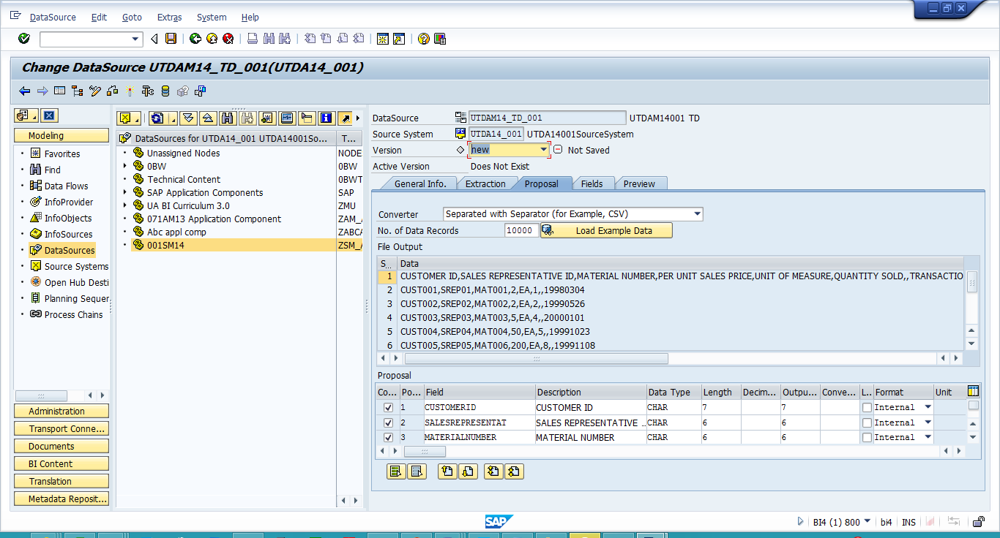 DataSource Edit Goto Extras System Help
Change DataSource UTDAM14_TD_001(UTDA14_001)
Modeling
Favorites
Find
Data Flows
InfoProvider
InfoObjects
InfoSources
DataSources
Source Systems
Open Hub Desti
Planning Sequer
Process Chains
Administration
Transport Conne...
Documents
BI Content
Translation
Metadata Reposit...
DataSources for UTDA14_001 UTDA14001So... T...
Unassigned Nodes NODE
0BW 0BW
Technical Content 0BWT
SAP Application Components SAP
UA BI Curriculum 3.0 ZMU
071AM13 Application Component ZAM_
Abc appl comp ZABCA
001SM14 ZSM_A
DataSource UTDAM14_TD_001 UTDAM14001 TD
Source System UTDA14_001 UTDA14001SourceSystem
Version new Not Saved
Active Version Does Not Exist
General Info. Extraction Proposal Fields Preview
Converter Separated with Separator (for Example, CSV)
No. of Data Records 10000 Load Example Data
File Output
S... Data
1 CUSTOMER ID,SALES REPRESENTATIVE ID,MATERIAL NUMBER,PER UNIT SALES PRICE,UNIT OF MEASURE,QUANTITY SOLD,,TRANSACTIO
2 CUST001,SREP01,MAT001,2,EA,1,,19980304
3 CUST002,SREP02,MAT002,2,EA,2,,19990526
4 CUST003,SREP03,MAT003,5,EA,4,,20000101
5 CUST004,SREP04,MAT004,50,EA,5,,19991023
6 CUST005,SREP05,MAT006,200,EA,8,,19991108
Proposal
Co... Po... Field Description Data Type Length Decim... Outpu... Conve... L.. Format Unit
1 CUSTOMERID CUSTOMER ID CHAR 7 7 Internal
2 SALESREPRESENTAT SALES REPRESENTATIVE ... CHAR 6 6 Internal
3 MATERIALNUMBER MATERIAL NUMBER CHAR 6 6 Internal
SAP
BI4 (1) 800 bi4 INS